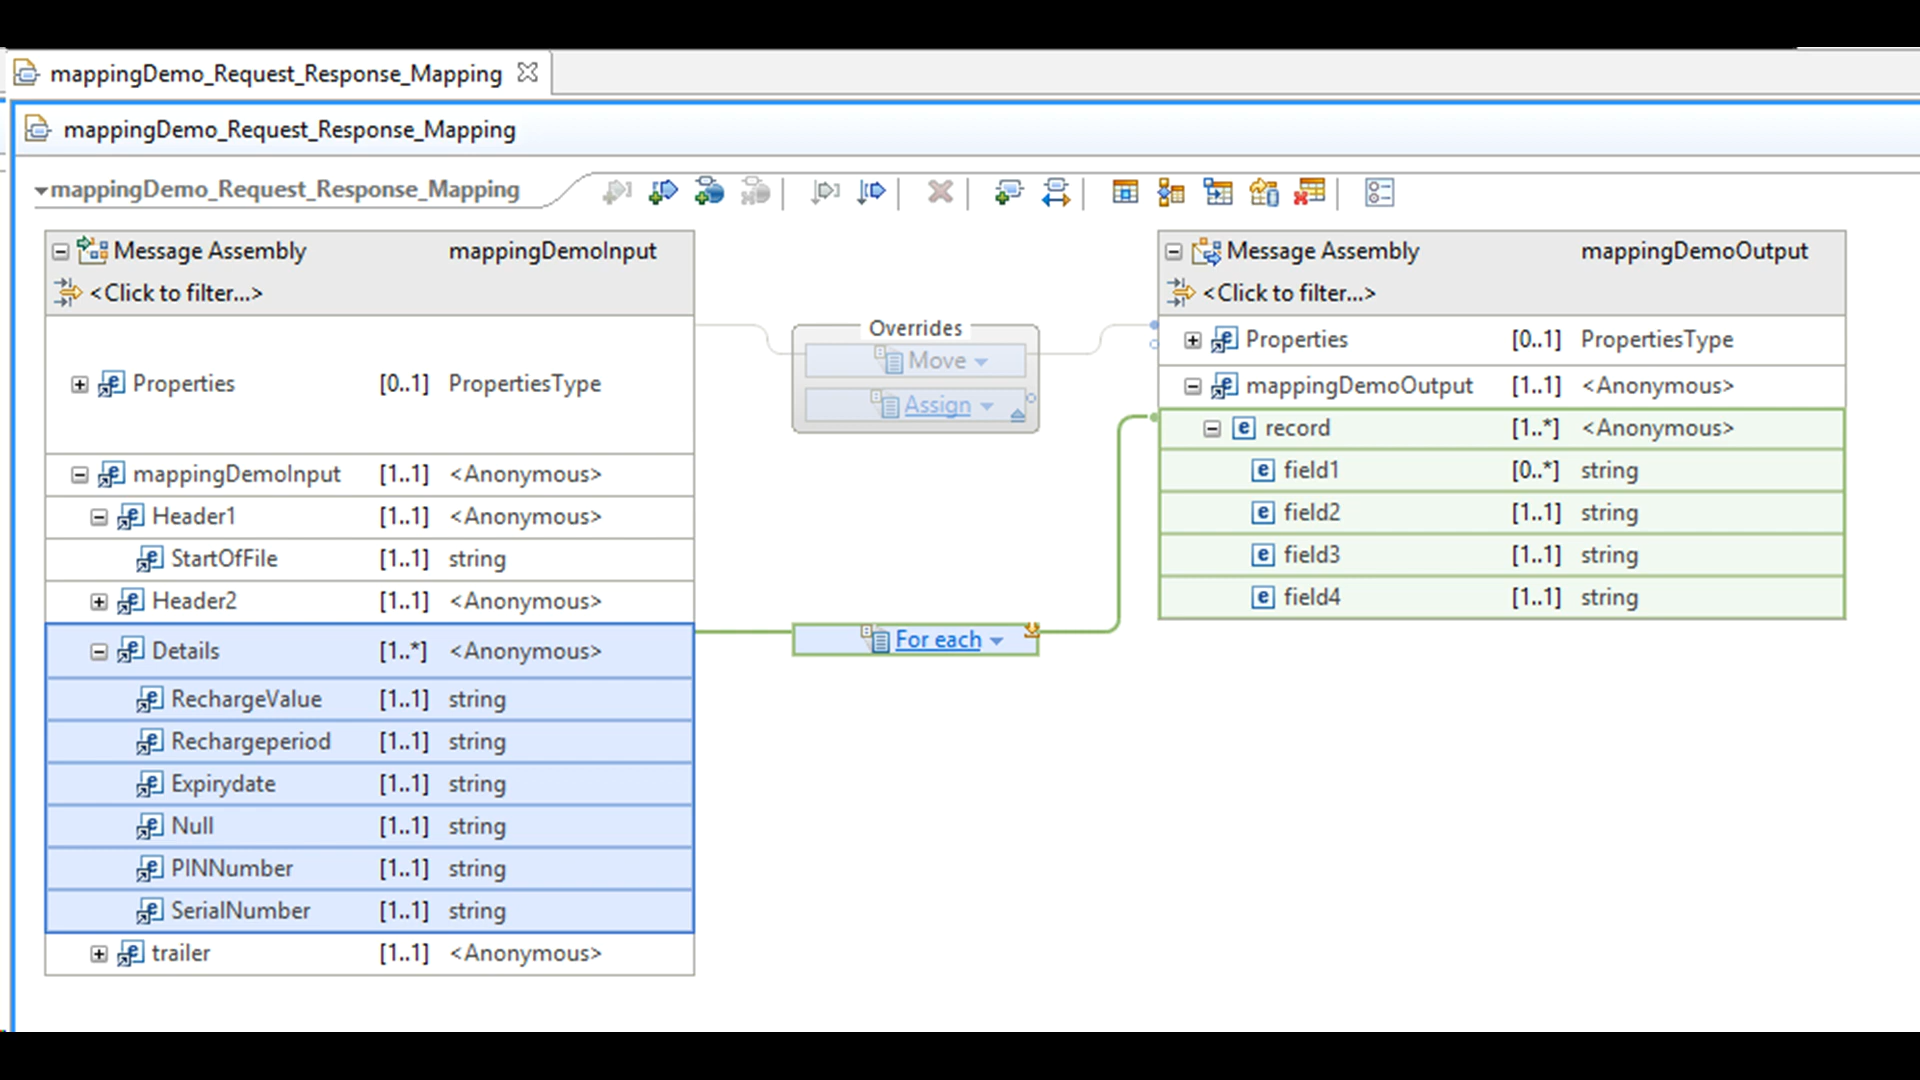 mappingDemo_Request_Response_Mapping
mappingDemo_Request_Response_Mapping
mappingDemo_Request_Response_Mapping
Message Assembly mappingDemoInput
<Click to filter...>
Properties [0..1] PropertiesType
mappingDemoInput [1..1] <Anonymous>
Header1 [1..1] <Anonymous>
StartOfFile [1..1] string
Header2 [1..1] <Anonymous>
Details [1..*] <Anonymous>
RechargeValue [1..1] string
Rechargeperiod [1..1] string
Expirydate [1..1] string
Null [1..1] string
PINNumber [1..1] string
SerialNumber [1..1] string
trailer [1..1] <Anonymous>
Overrides
Move
Assign
For each
Message Assembly mappingDemoOutput
<Click to filter...>
Properties [0..1] PropertiesType
mappingDemoOutput [1..1] <Anonymous>
record [1..*] <Anonymous>
field1 [0..*] string
field2 [1..1] string
field3 [1..1] string
field4 [1..1] string